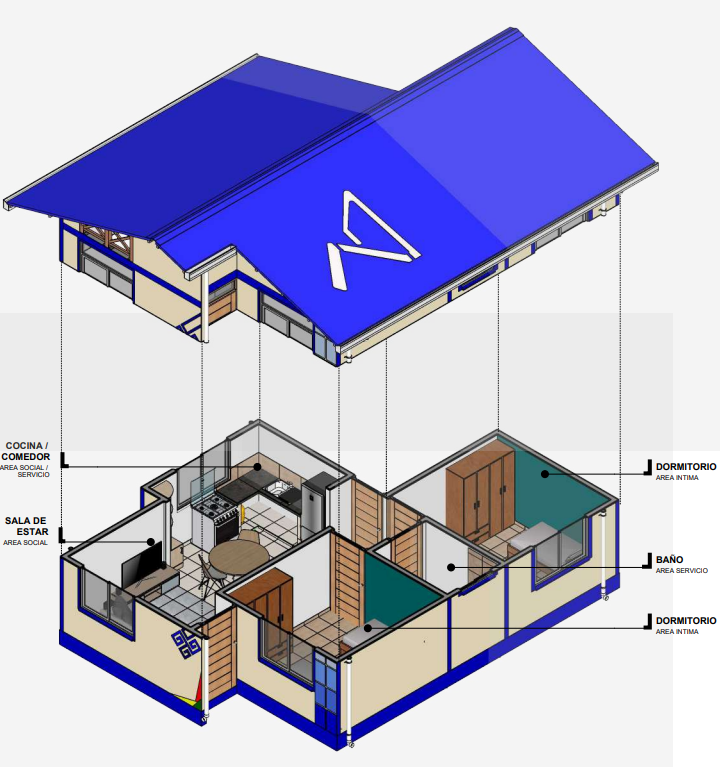 COCINA /
COMEDOR
AREA SOCIAL /
SERVICIO
SALA DE
ESTAR
AREA SOCIAL
DORMITORIO
AREA INTIMA
BAÑO
AREA SERVICIO
DORMITORIO
AREA INTIMA